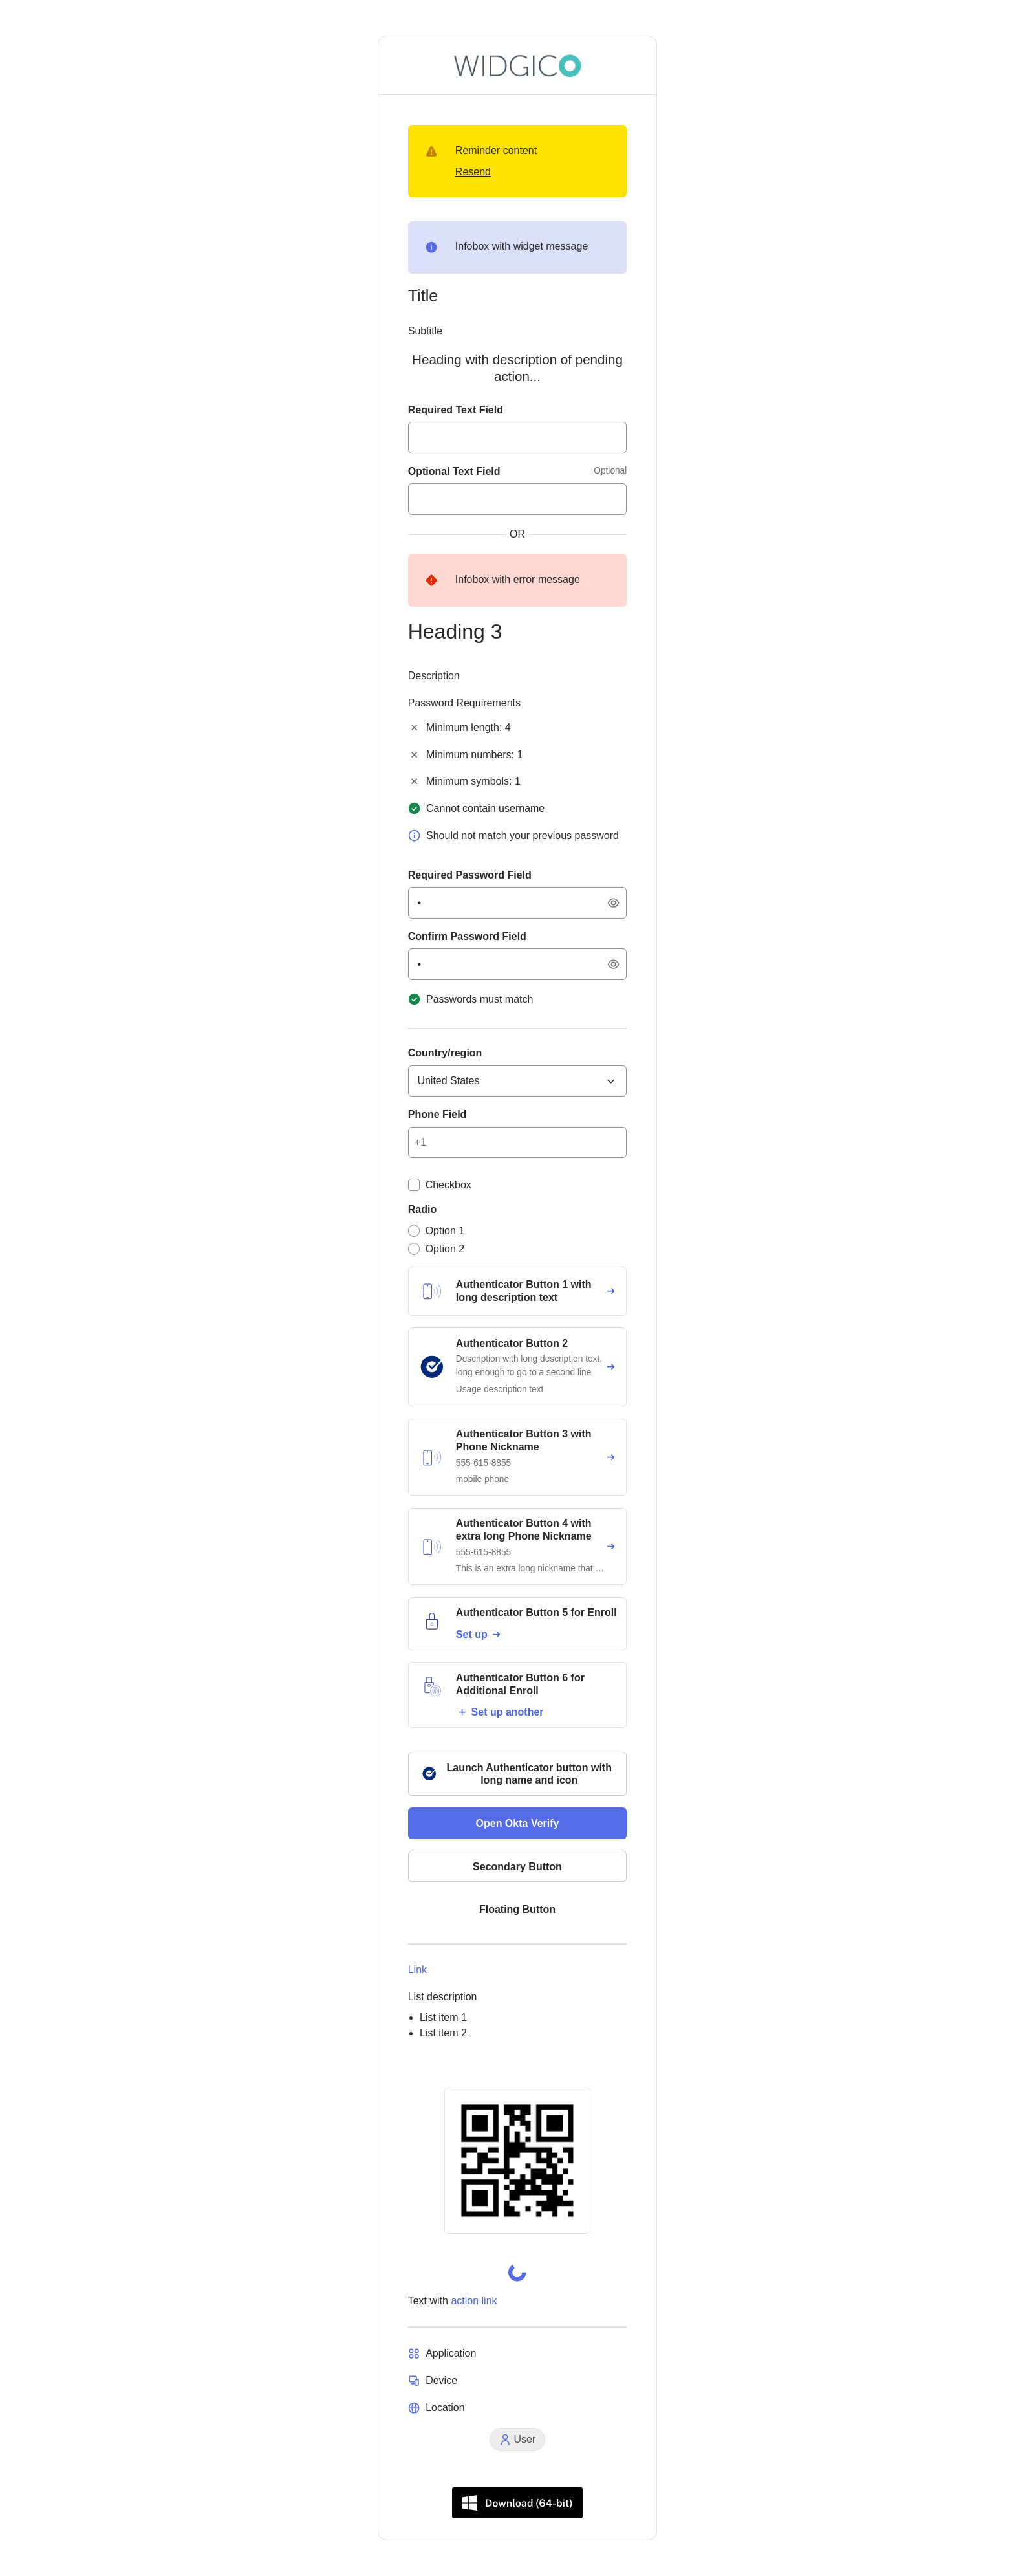 WIDGICO
Reminder content
Resend
Infobox with widget message
Title
Subtitle
Heading with description of pending
action...
Required Text Field
Optional Text Field Optional
OR
Infobox with error message
Heading 3
Description
Password Requirements
Minimum length: 4
Minimum numbers: 1
Minimum symbols: 1
Cannot contain username
Should not match your previous password
Required Password Field
•
Confirm Password Field
•
Passwords must match
Country/region
United States
Phone Field
+1
Checkbox
Radio
Option 1
Option 2
Authenticator Button 1 with
long description text
Authenticator Button 2
Description with long description text,
long enough to go to a second line
Usage description text
Authenticator Button 3 with
Phone Nickname
555-615-8855
mobile phone
Authenticator Button 4 with
extra long Phone Nickname
555-615-8855
This is an extra long nickname that …
Authenticator Button 5 for Enroll
Set up
Authenticator Button 6 for
Additional Enroll
Set up another
Launch Authenticator button with
long name and icon
Open Okta Verify
Secondary Button
Floating Button
Link
List description
• List item 1
• List item 2
Text with action link
Application
Device
Location
User
Download (64-bit)